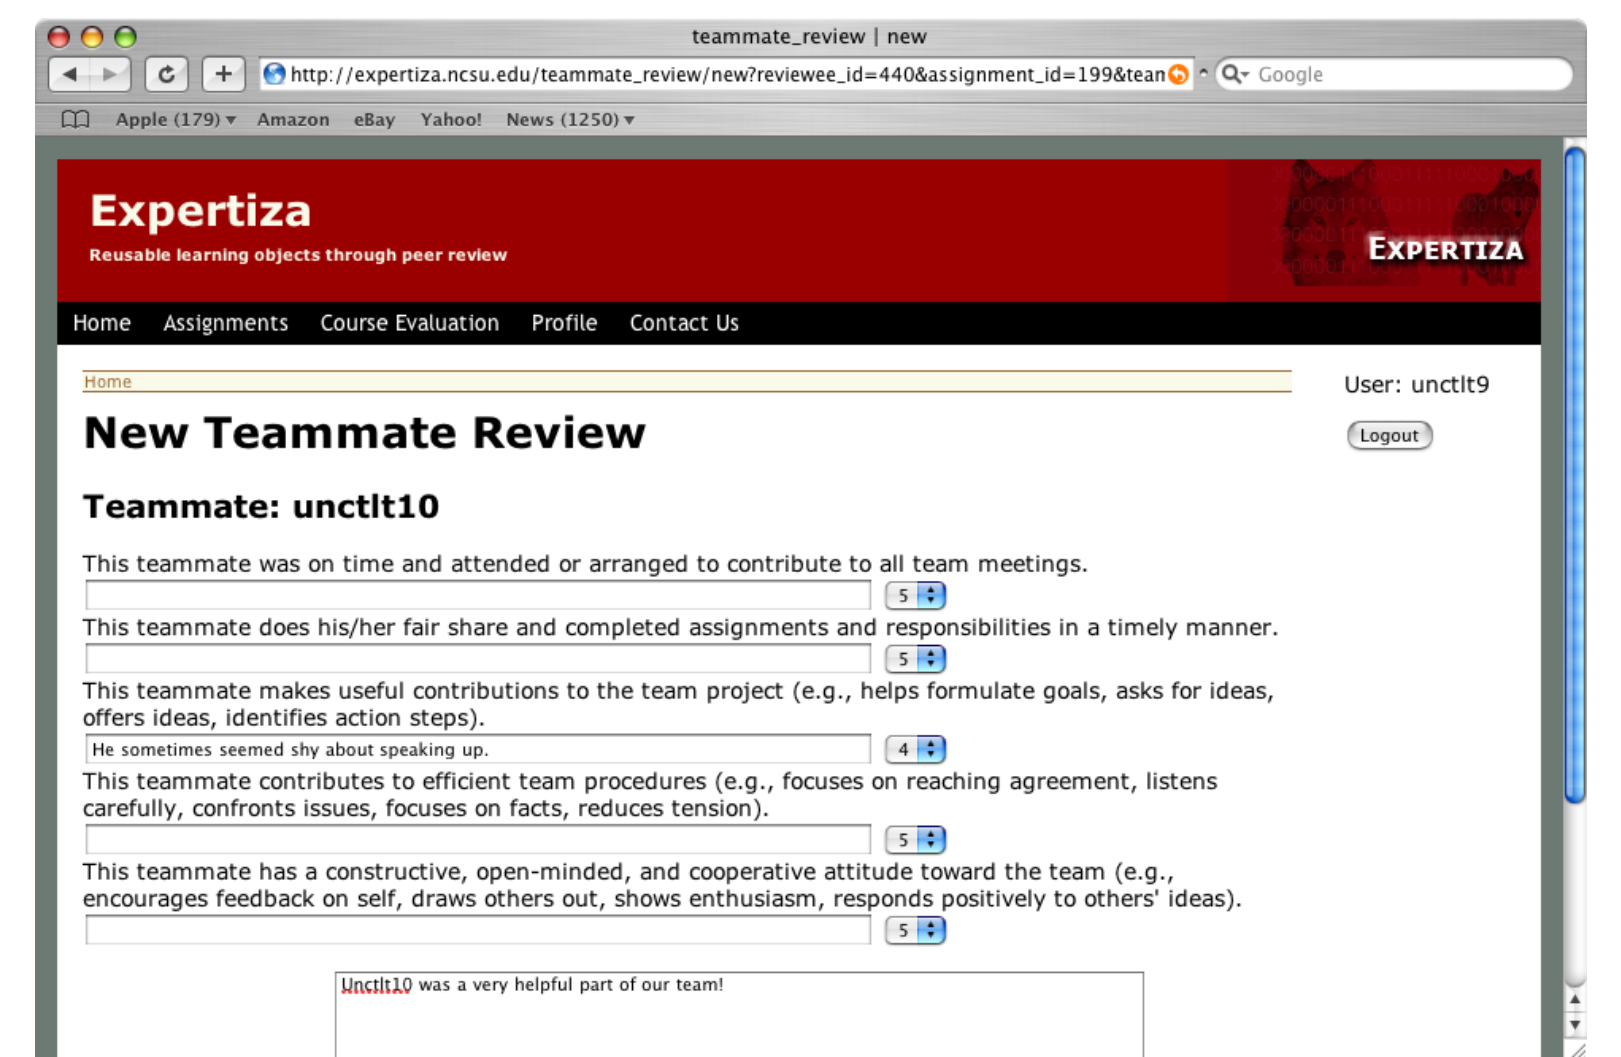 teammate_review | new
http://expertiza.ncsu.edu/teammate_review/new?reviewee_id=440&assignment_id=199&tean
Google
Apple (179) ▾ Amazon eBay Yahoo! News (1250) ▾
Expertiza
Reusable learning objects through peer review
EXPERTIZA
Home Assignments Course Evaluation Profile Contact Us
Home
User: unctlt9
New Teammate Review
Logout
Teammate: unctlt10
This teammate was on time and attended or arranged to contribute to all team meetings.
5
This teammate does his/her fair share and completed assignments and responsibilities in a timely manner.
5
This teammate makes useful contributions to the team project (e.g., helps formulate goals, asks for ideas,
offers ideas, identifies action steps).
He sometimes seemed shy about speaking up. 4
This teammate contributes to efficient team procedures (e.g., focuses on reaching agreement, listens
carefully, confronts issues, focuses on facts, reduces tension).
5
This teammate has a constructive, open-minded, and cooperative attitude toward the team (e.g.,
encourages feedback on self, draws others out, shows enthusiasm, responds positively to others' ideas).
5
Unctlt10 was a very helpful part of our team!